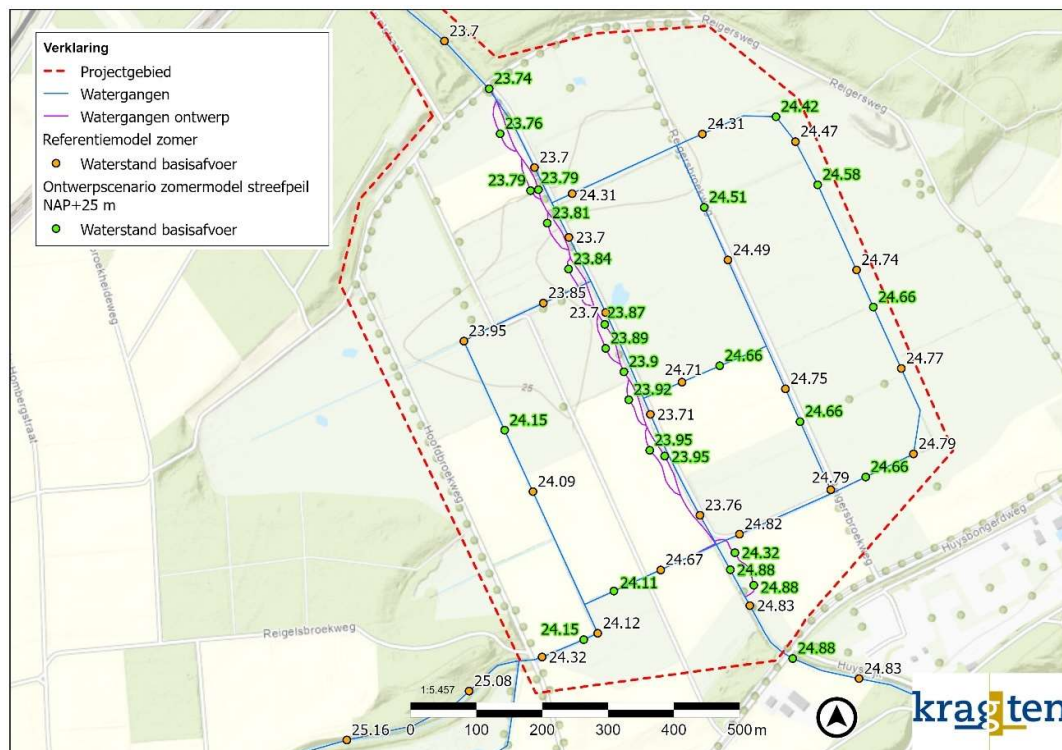 Verklaring
Projectgebied
Watergangen
Watergangen ontwerp
Referentiemodel zomer
Waterstand basisafvoer
Ontwerpscenario zomermodel streefpeil
NAP+25 m
Waterstand basisafvoer
23.7
Reigersweg
23.74
24.42
23.76
24.31
24.47
Reigersweg
23.7
23.79
23.79
24.31
24.58
Reigersbroekweg
24.51
23.81
23.7
24.49
23.84
24.74
23.85
24.66
23.7
23.87
23.95
23.89
23.9
24.66
24.71
24.77
24.75
25
23.92
23.71
24.66
24.15
Hoofdbroekweg
23.95
23.95
24.79
24.66
24.09
24.79
Reigersbroekweg
23.76
24.82
Huysbongerdweg
24.32
24.67
24.88
24.88
24.11
24.83
24.12
24.15
Reigelsbroekweg
24.32
24.88
24.83
25.08
25.16
broekheideweg
Hombergstraat
1:5.457
0 100 200 300 400 500 m
kragten